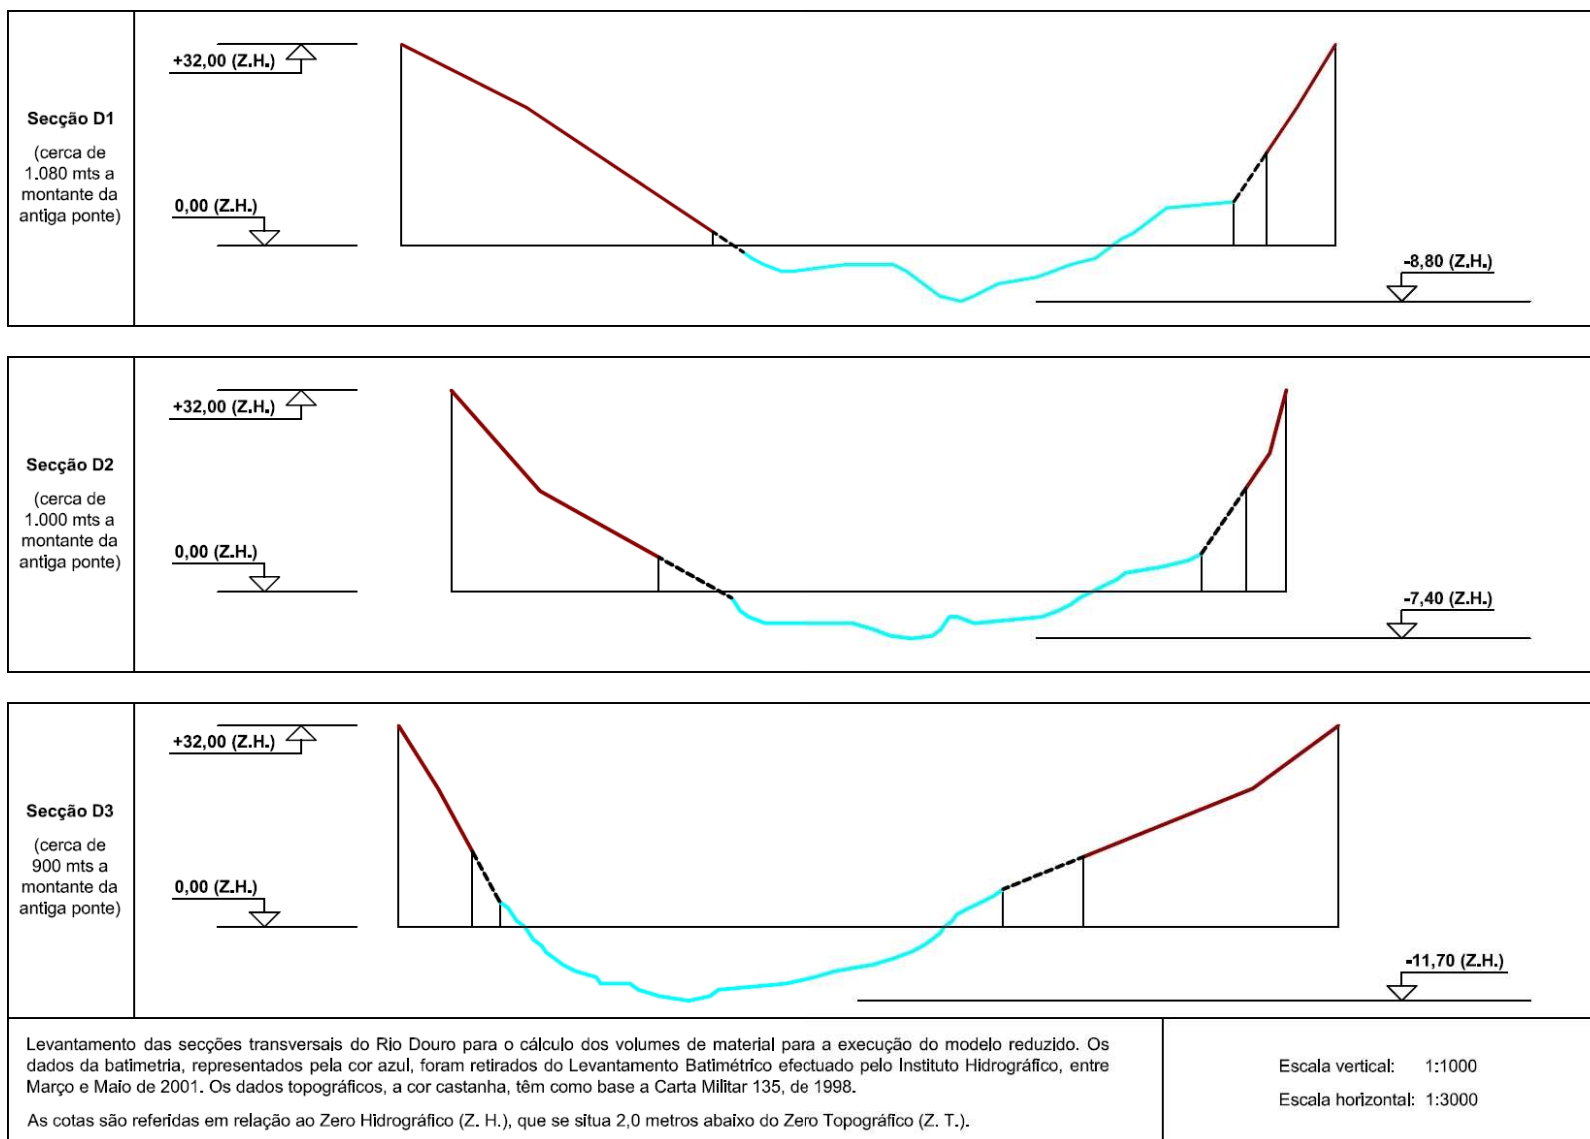 +32,00 (Z.H.)
Secção D1
(cerca de
1.080 mts a
montante da
antiga ponte)
0,00 (Z.H.)
-8,80 (Z.H.)
+32,00 (Z.H.)
Secção D2
(cerca de
1.000 mts a
montante da
antiga ponte)
0,00 (Z.H.)
-7,40 (Z.H.)
+32,00 (Z.H.)
Secção D3
(cerca de
900 mts a
montante da
antiga ponte)
0,00 (Z.H.)
-11,70 (Z.H.)
Levantamento das secções transversais do Rio Douro para o cálculo dos volumes de material para a execução do modelo reduzido. Os
dados da batimetria, representados pela cor azul, foram retirados do Levantamento Batimétrico efectuado pelo Instituto Hidrográfico, entre
Março e Maio de 2001. Os dados topográficos, a cor castanha, têm como base a Carta Militar 135, de 1998.
As cotas são referidas em relação ao Zero Hidrográfico (Z. H.), que se situa 2,0 metros abaixo do Zero Topográfico (Z. T.).
Escala vertical: 1:1000
Escala horizontal: 1:3000